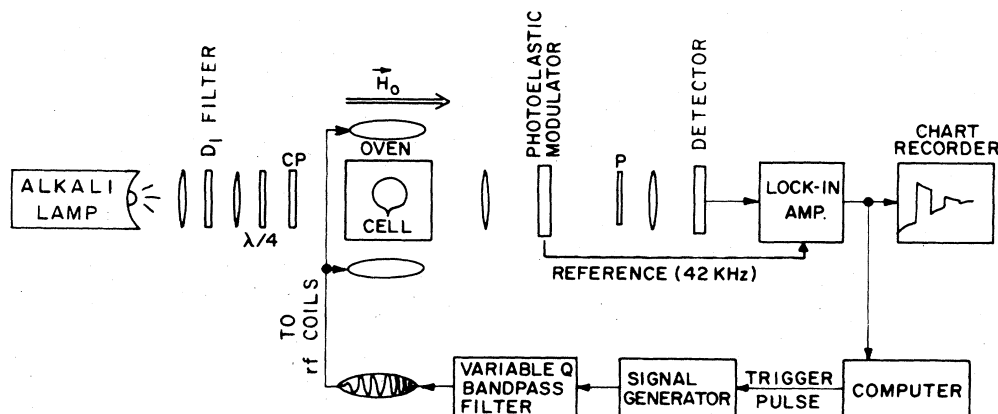 ALKALI
LAMP
D1 FILTER
λ/4
CP
H0
OVEN
CELL
PHOTOELASTIC
MODULATOR
P
DETECTOR
LOCK-IN
AMP.
CHART
RECORDER
REFERENCE (42 KHz)
TO
rf COILS
VARIABLE Q
BANDPASS
FILTER
SIGNAL
GENERATOR
TRIGGER
PULSE
COMPUTER